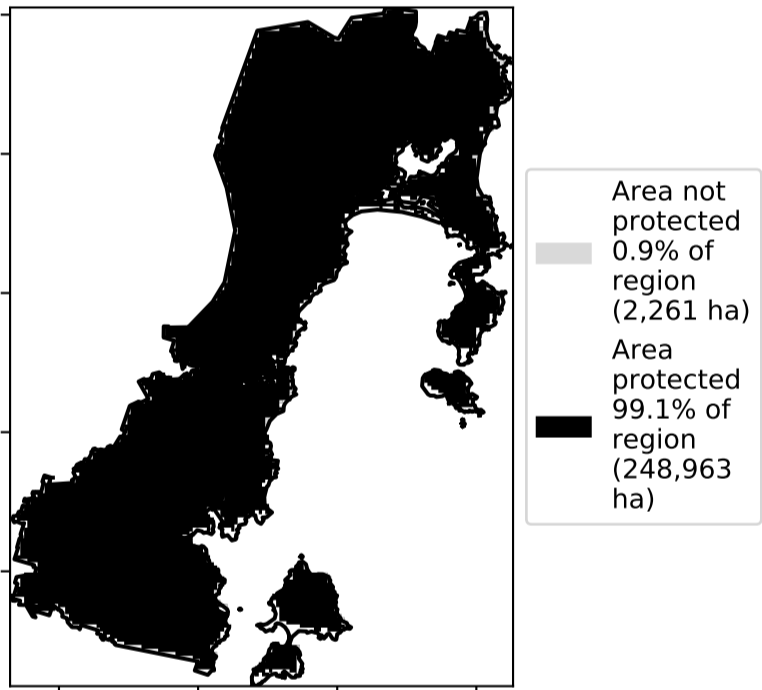 Area not
protected
0.9% of
region
(2,261 ha)
Area
protected
99.1% of
region
(248,963
ha)